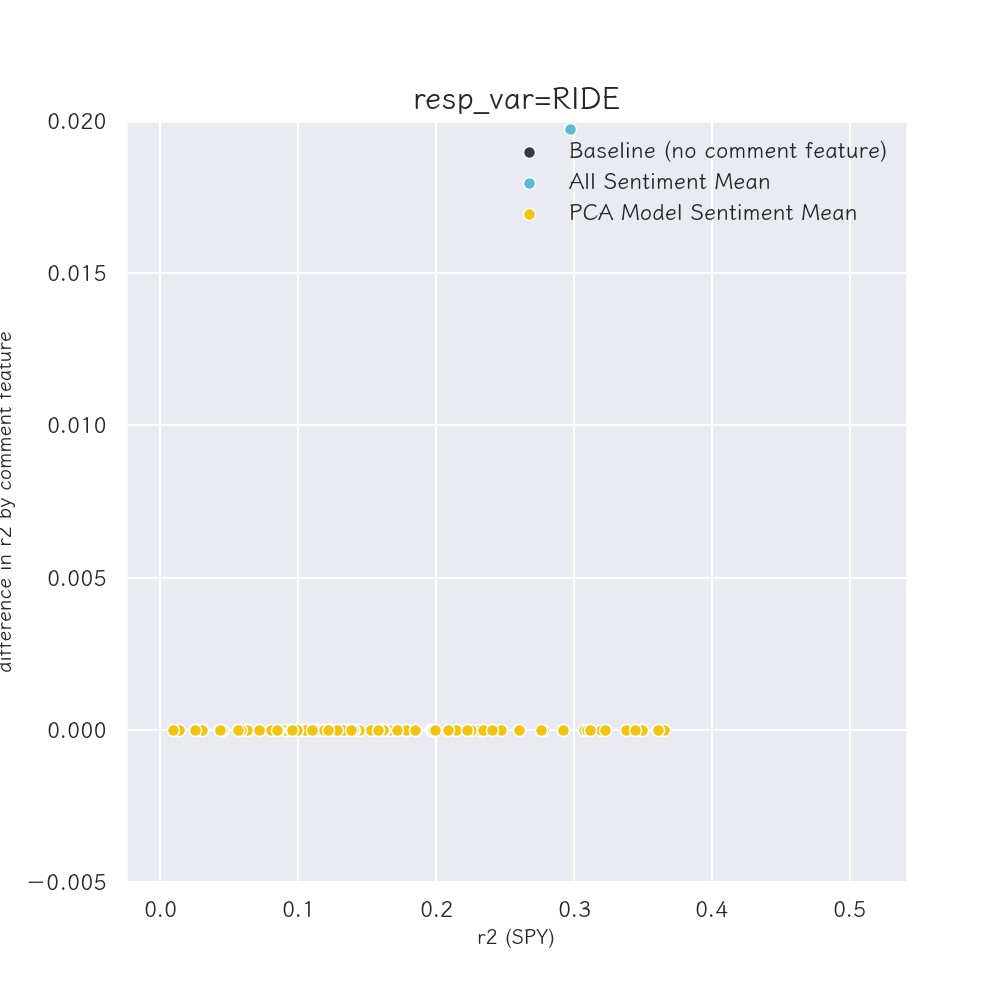 resp_var=RIDE
Baseline (no comment feature)
All Sentiment Mean
PCA Model Sentiment Mean
difference in r2 by comment feature
0.020
0.015
0.010
0.005
0.000
−0.005
0.0 0.1 0.2 0.3 0.4 0.5
r2 (SPY)